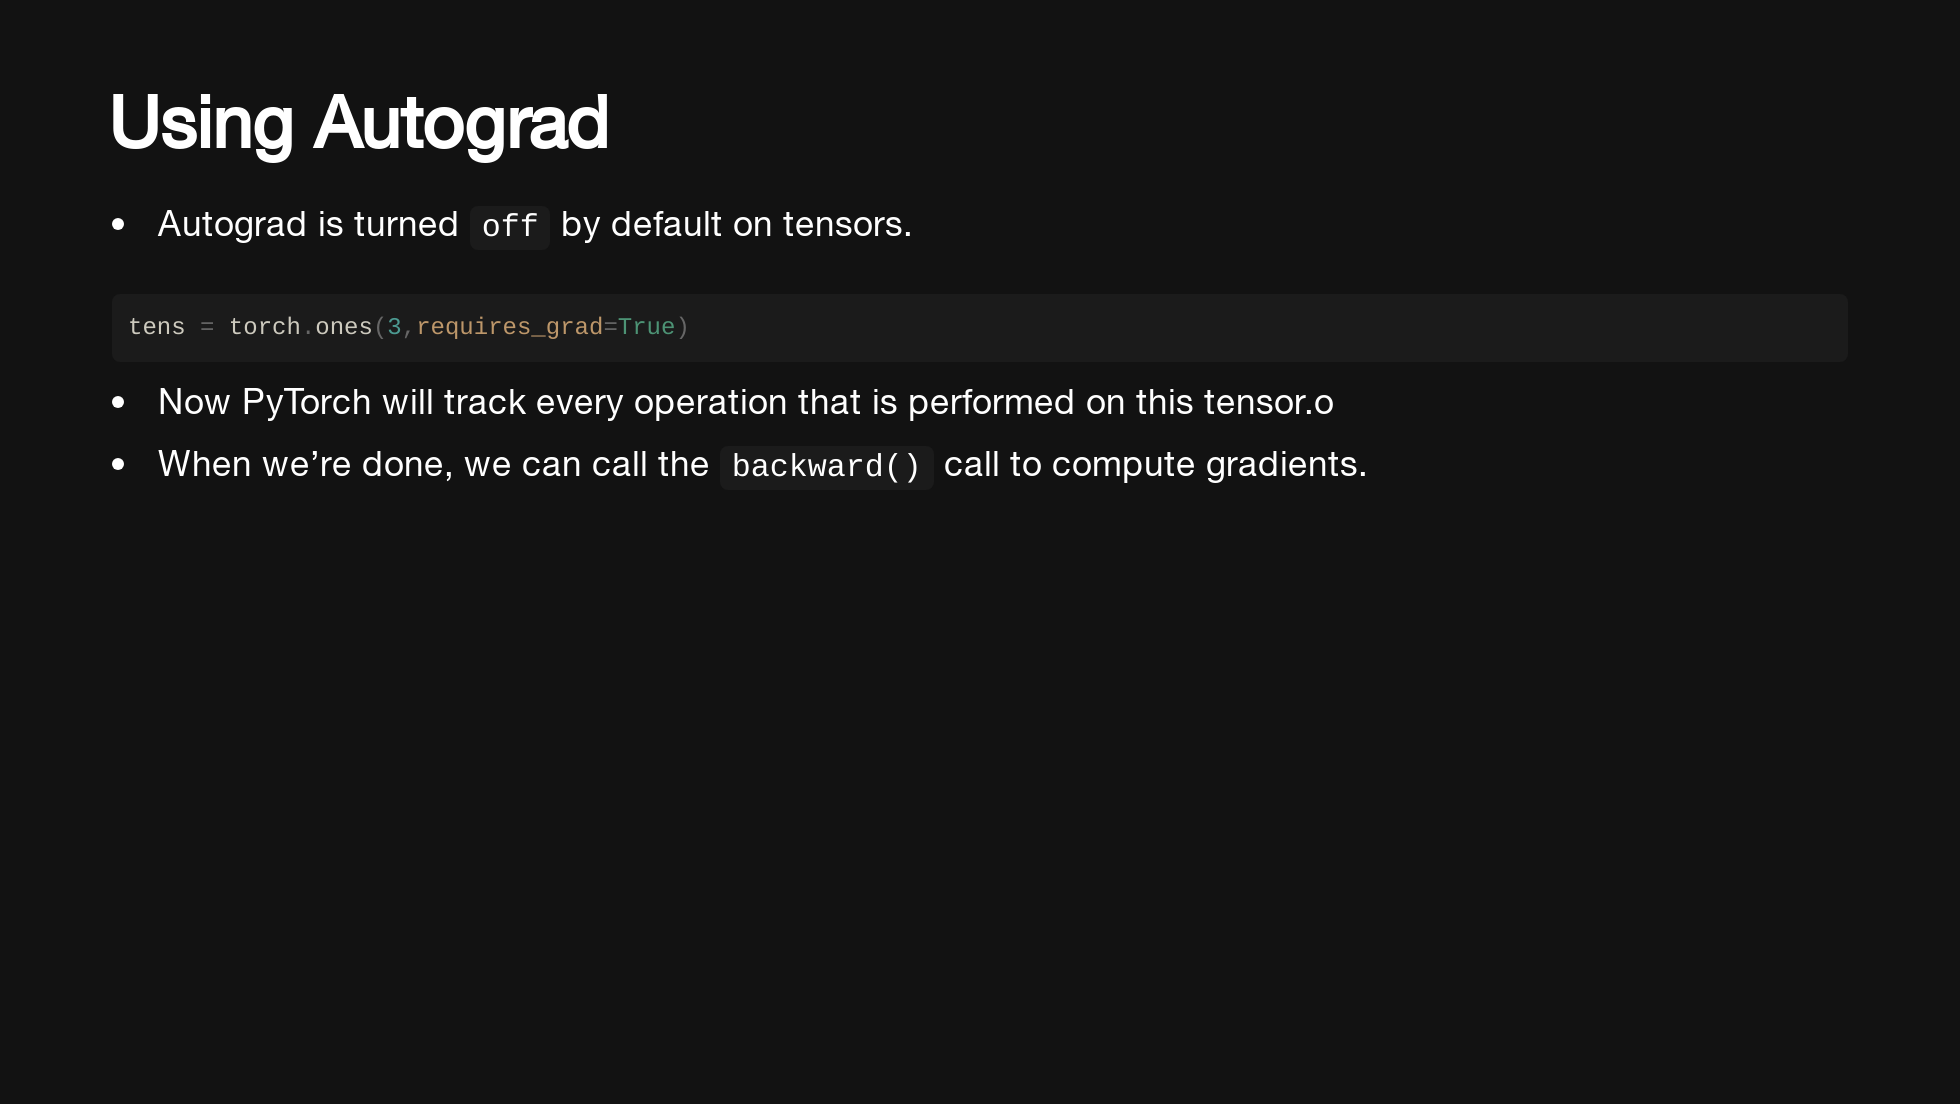 Using Autograd
• Autograd is turned off by default on tensors.
tens = torch.ones(3,requires_grad=True)
• Now PyTorch will track every operation that is performed on this tensor.o
• When we’re done, we can call the backward() call to compute gradients.